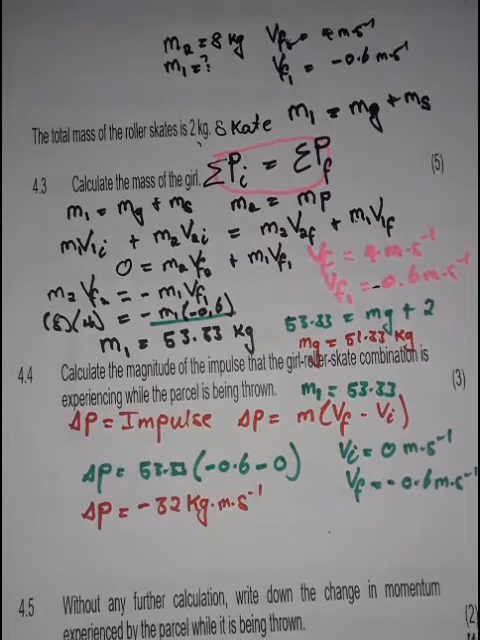 m₂ = 8 kg Vf₂ = 4 m·s⁻¹
m₁ = ? Vf₁ = -0.6 m·s⁻¹
The total mass of the roller skates is 2 kg. skate m₁ = mg + ms
ΣPi = ΣPf
4.3 Calculate the mass of the girl. (5)
m₁ = mg + ms m₂ = mp
m₁V₁i + m₂V₂i = m₂V₂f + m₁V₁f
0 = m₂Vf₂ + m₁Vf₁ Vf = 4 m·s⁻¹
m₂Vf₂ = - m₁Vf₁ Vf₁ = -0.6 m·s⁻¹
(8)(4) = - m₁(-0.6) 53.33 = mg + 2
m₁ = 53.33 kg mg = 51.33 kg
4.4 Calculate the magnitude of the impulse that the girl-roller-skate combination is
experiencing while the parcel is being thrown. m₁ = 53.33 (3)
ΔP = Impulse ΔP = m(Vf - Vi)
Vi = 0 m·s⁻¹
ΔP = (-0.6 - 0) Vf = -0.6 m·s⁻¹
ΔP = -32 kg·m·s⁻¹
4.5 Without any further calculation, write down the change in momentum
experienced by the parcel while it is being thrown. (2)